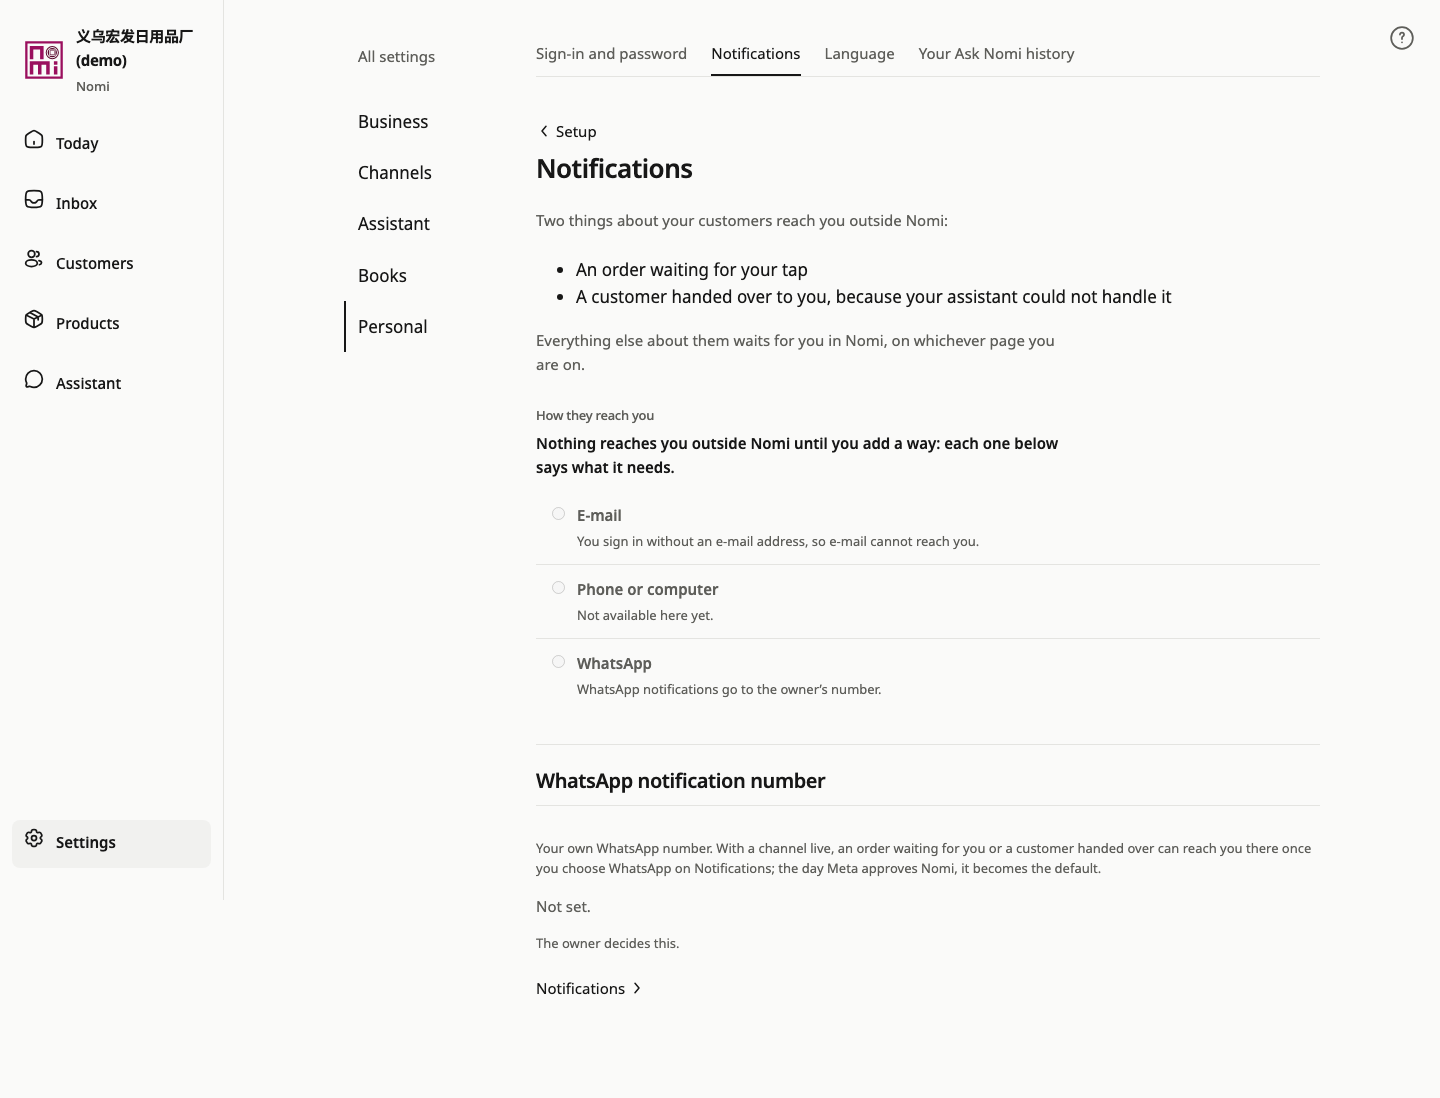 义乌宏发日用品厂
(demo)
Nomi
Today
Inbox
Customers
Products
Assistant
Settings
All settings
Business
Channels
Assistant
Books
Personal
Sign-in and password
Notifications
Language
Your Ask Nomi history
Setup
Notifications
Two things about your customers reach you outside Nomi:
• An order waiting for your tap
• A customer handed over to you, because your assistant could not handle it
Everything else about them waits for you in Nomi, on whichever page you
are on.
How they reach you
Nothing reaches you outside Nomi until you add a way: each one below
says what it needs.
E-mail
You sign in without an e-mail address, so e-mail cannot reach you.
Phone or computer
Not available here yet.
WhatsApp
WhatsApp notifications go to the owner's number.
WhatsApp notification number
Your own WhatsApp number. With a channel live, an order waiting for you or a customer handed over can reach you there once
you choose WhatsApp on Notifications; the day Meta approves Nomi, it becomes the default.
Not set.
The owner decides this.
Notifications